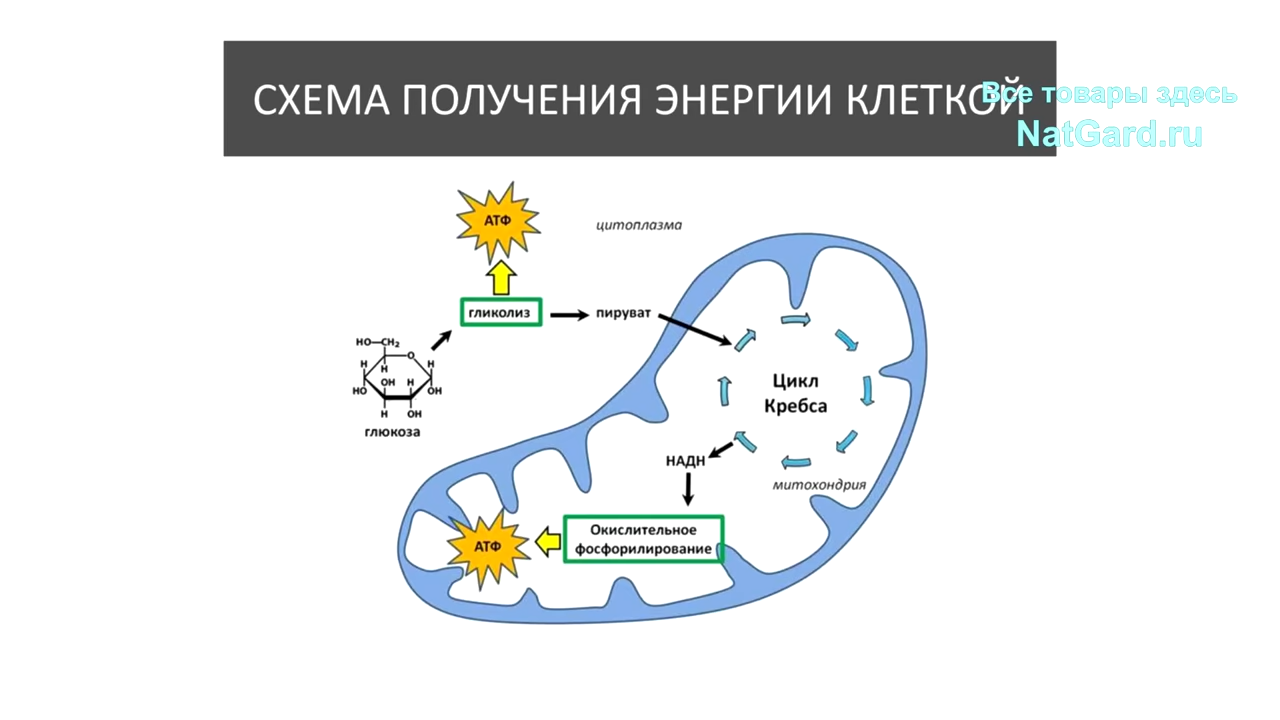 СХЕМА ПОЛУЧЕНИЯ ЭНЕРГИИ КЛЕТКОЙ
Все товары здесь
NatGard.ru
АТФ
цитоплазма
гликолиз
пируват
HO—CH₂
O
H
H
H
OH
H
HO
OH
H
OH
глюкоза
Цикл
Кребса
НАДН
митохондрия
Окислительное
фосфорилирование
АТФ